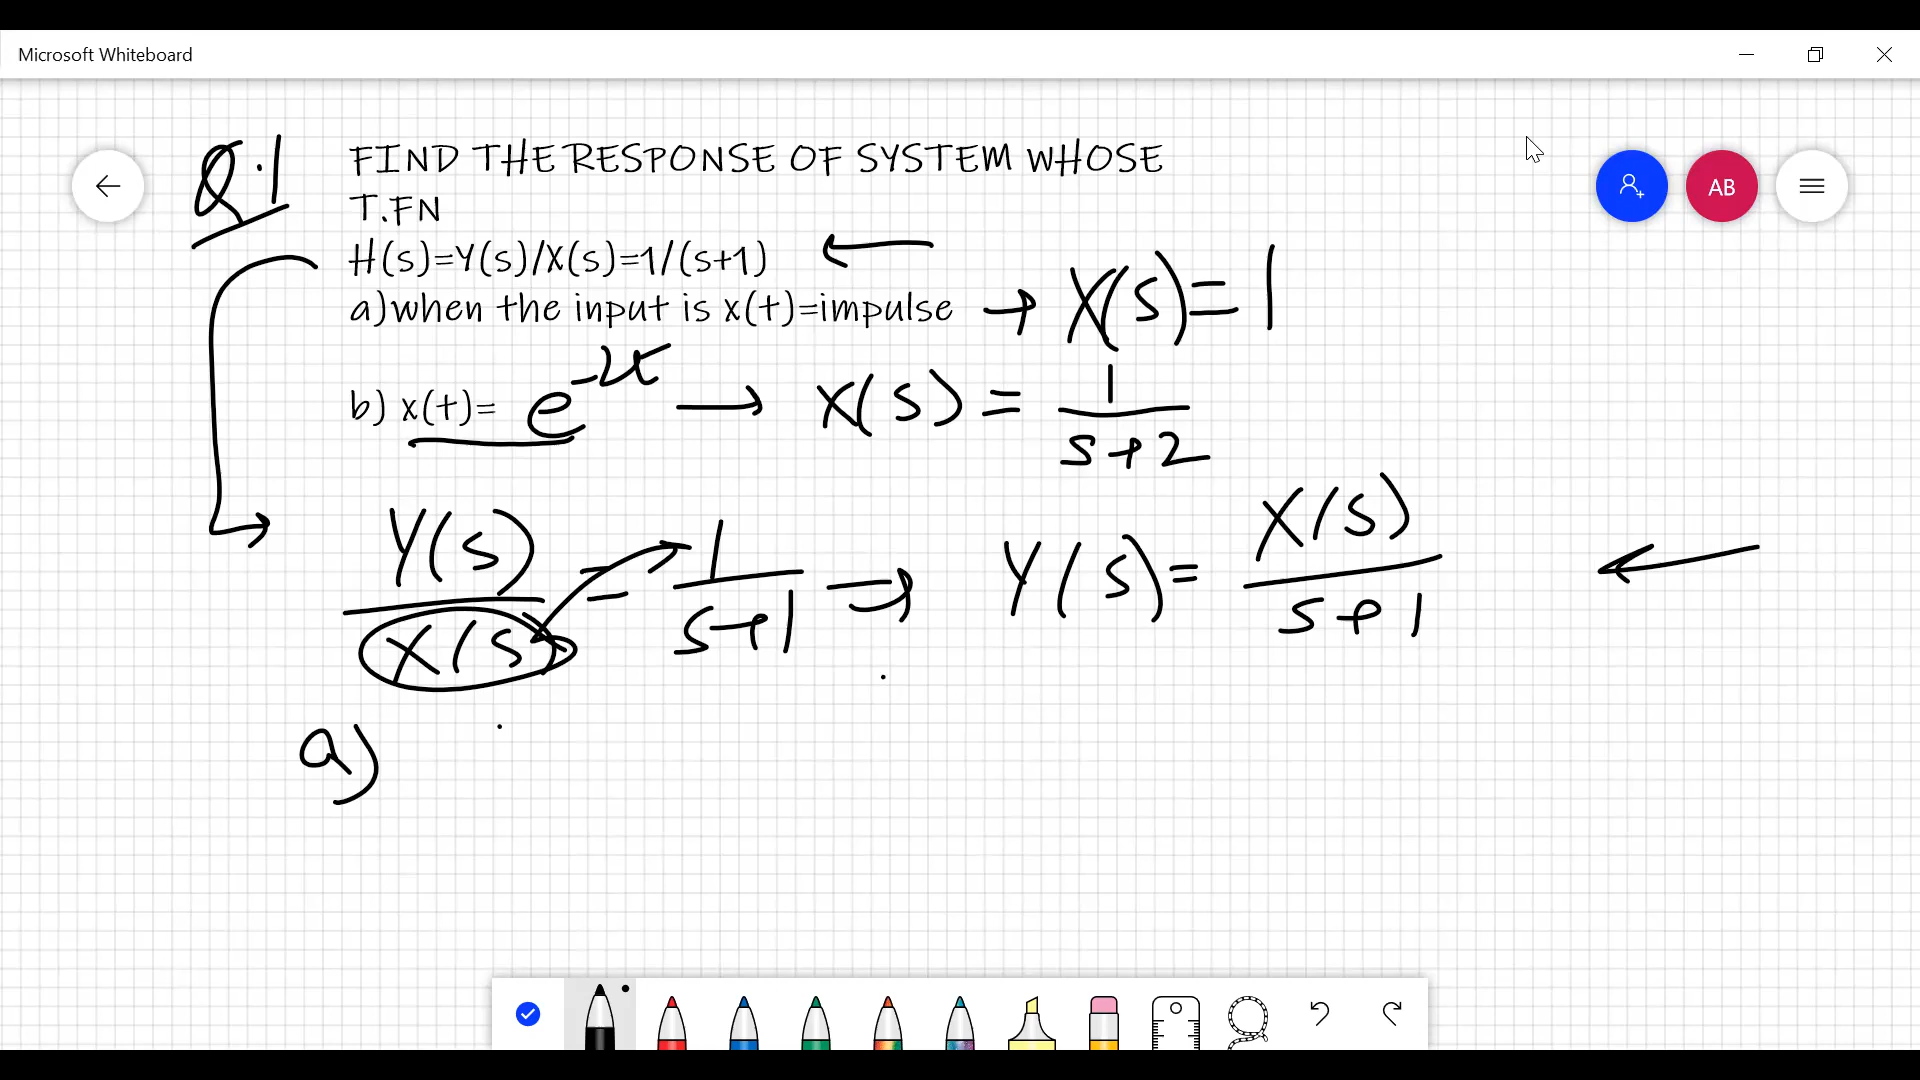 Microsoft Whiteboard
Q.1
FIND THE RESPONSE OF SYSTEM WHOSE
T.FN
AB
H(s)=Y(s)/X(s)=1/(s+1)
a)when the input is x(t)=impulse → X(s)=1
b) x(t)= e^-2t → X(s) = 1/(s+2)
Y(s)/X(s) = 1/(s+1) → Y(s)= X(s)/(s+1)
a)